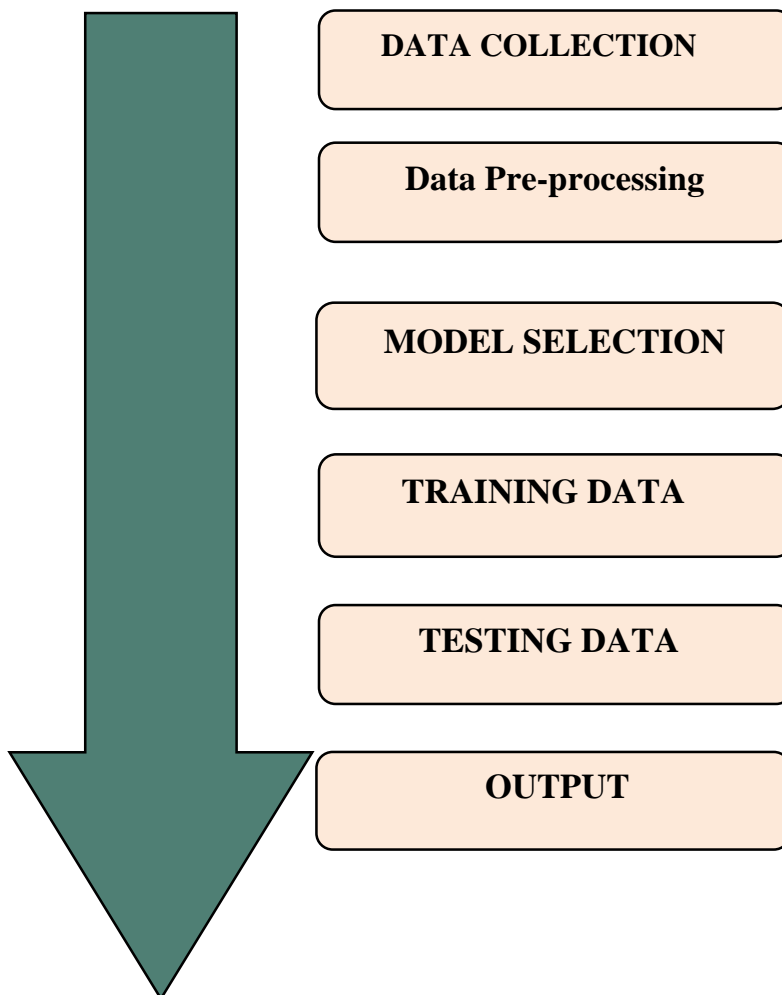 DATA COLLECTION
Data Pre-processing
MODEL SELECTION
TRAINING DATA
TESTING DATA
OUTPUT